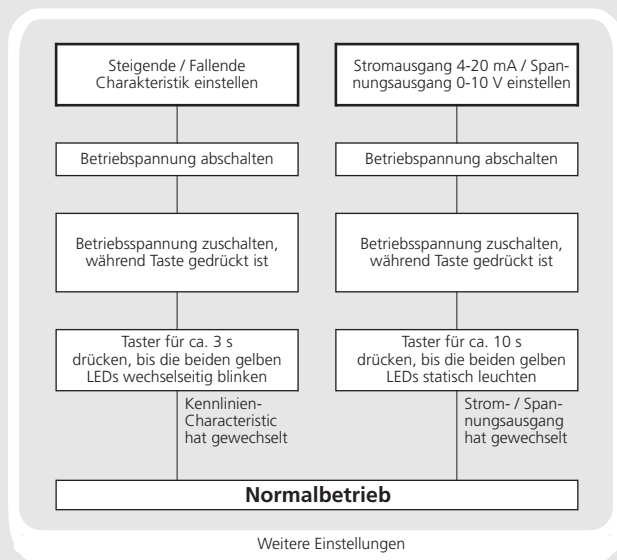 Steigende / Fallende
Charakteristik einstellen
Betriebspannung abschalten
Betriebsspannung zuschalten,
während Taste gedrückt ist
Taster für ca. 3 s
drücken, bis die beiden gelben
LEDs wechselseitig blinken
Kennlinien-
Characteristic
hat gewechselt
Stromausgang 4-20 mA / Span-
nungsausgang 0-10 V einstellen
Betriebspannung abschalten
Betriebsspannung zuschalten,
während Taste gedrückt ist
Taster für ca. 10 s
drücken, bis die beiden gelben
LEDs statisch leuchten
Strom- / Span-
nungsausgang
hat gewechselt
Normalbetrieb
Weitere Einstellungen